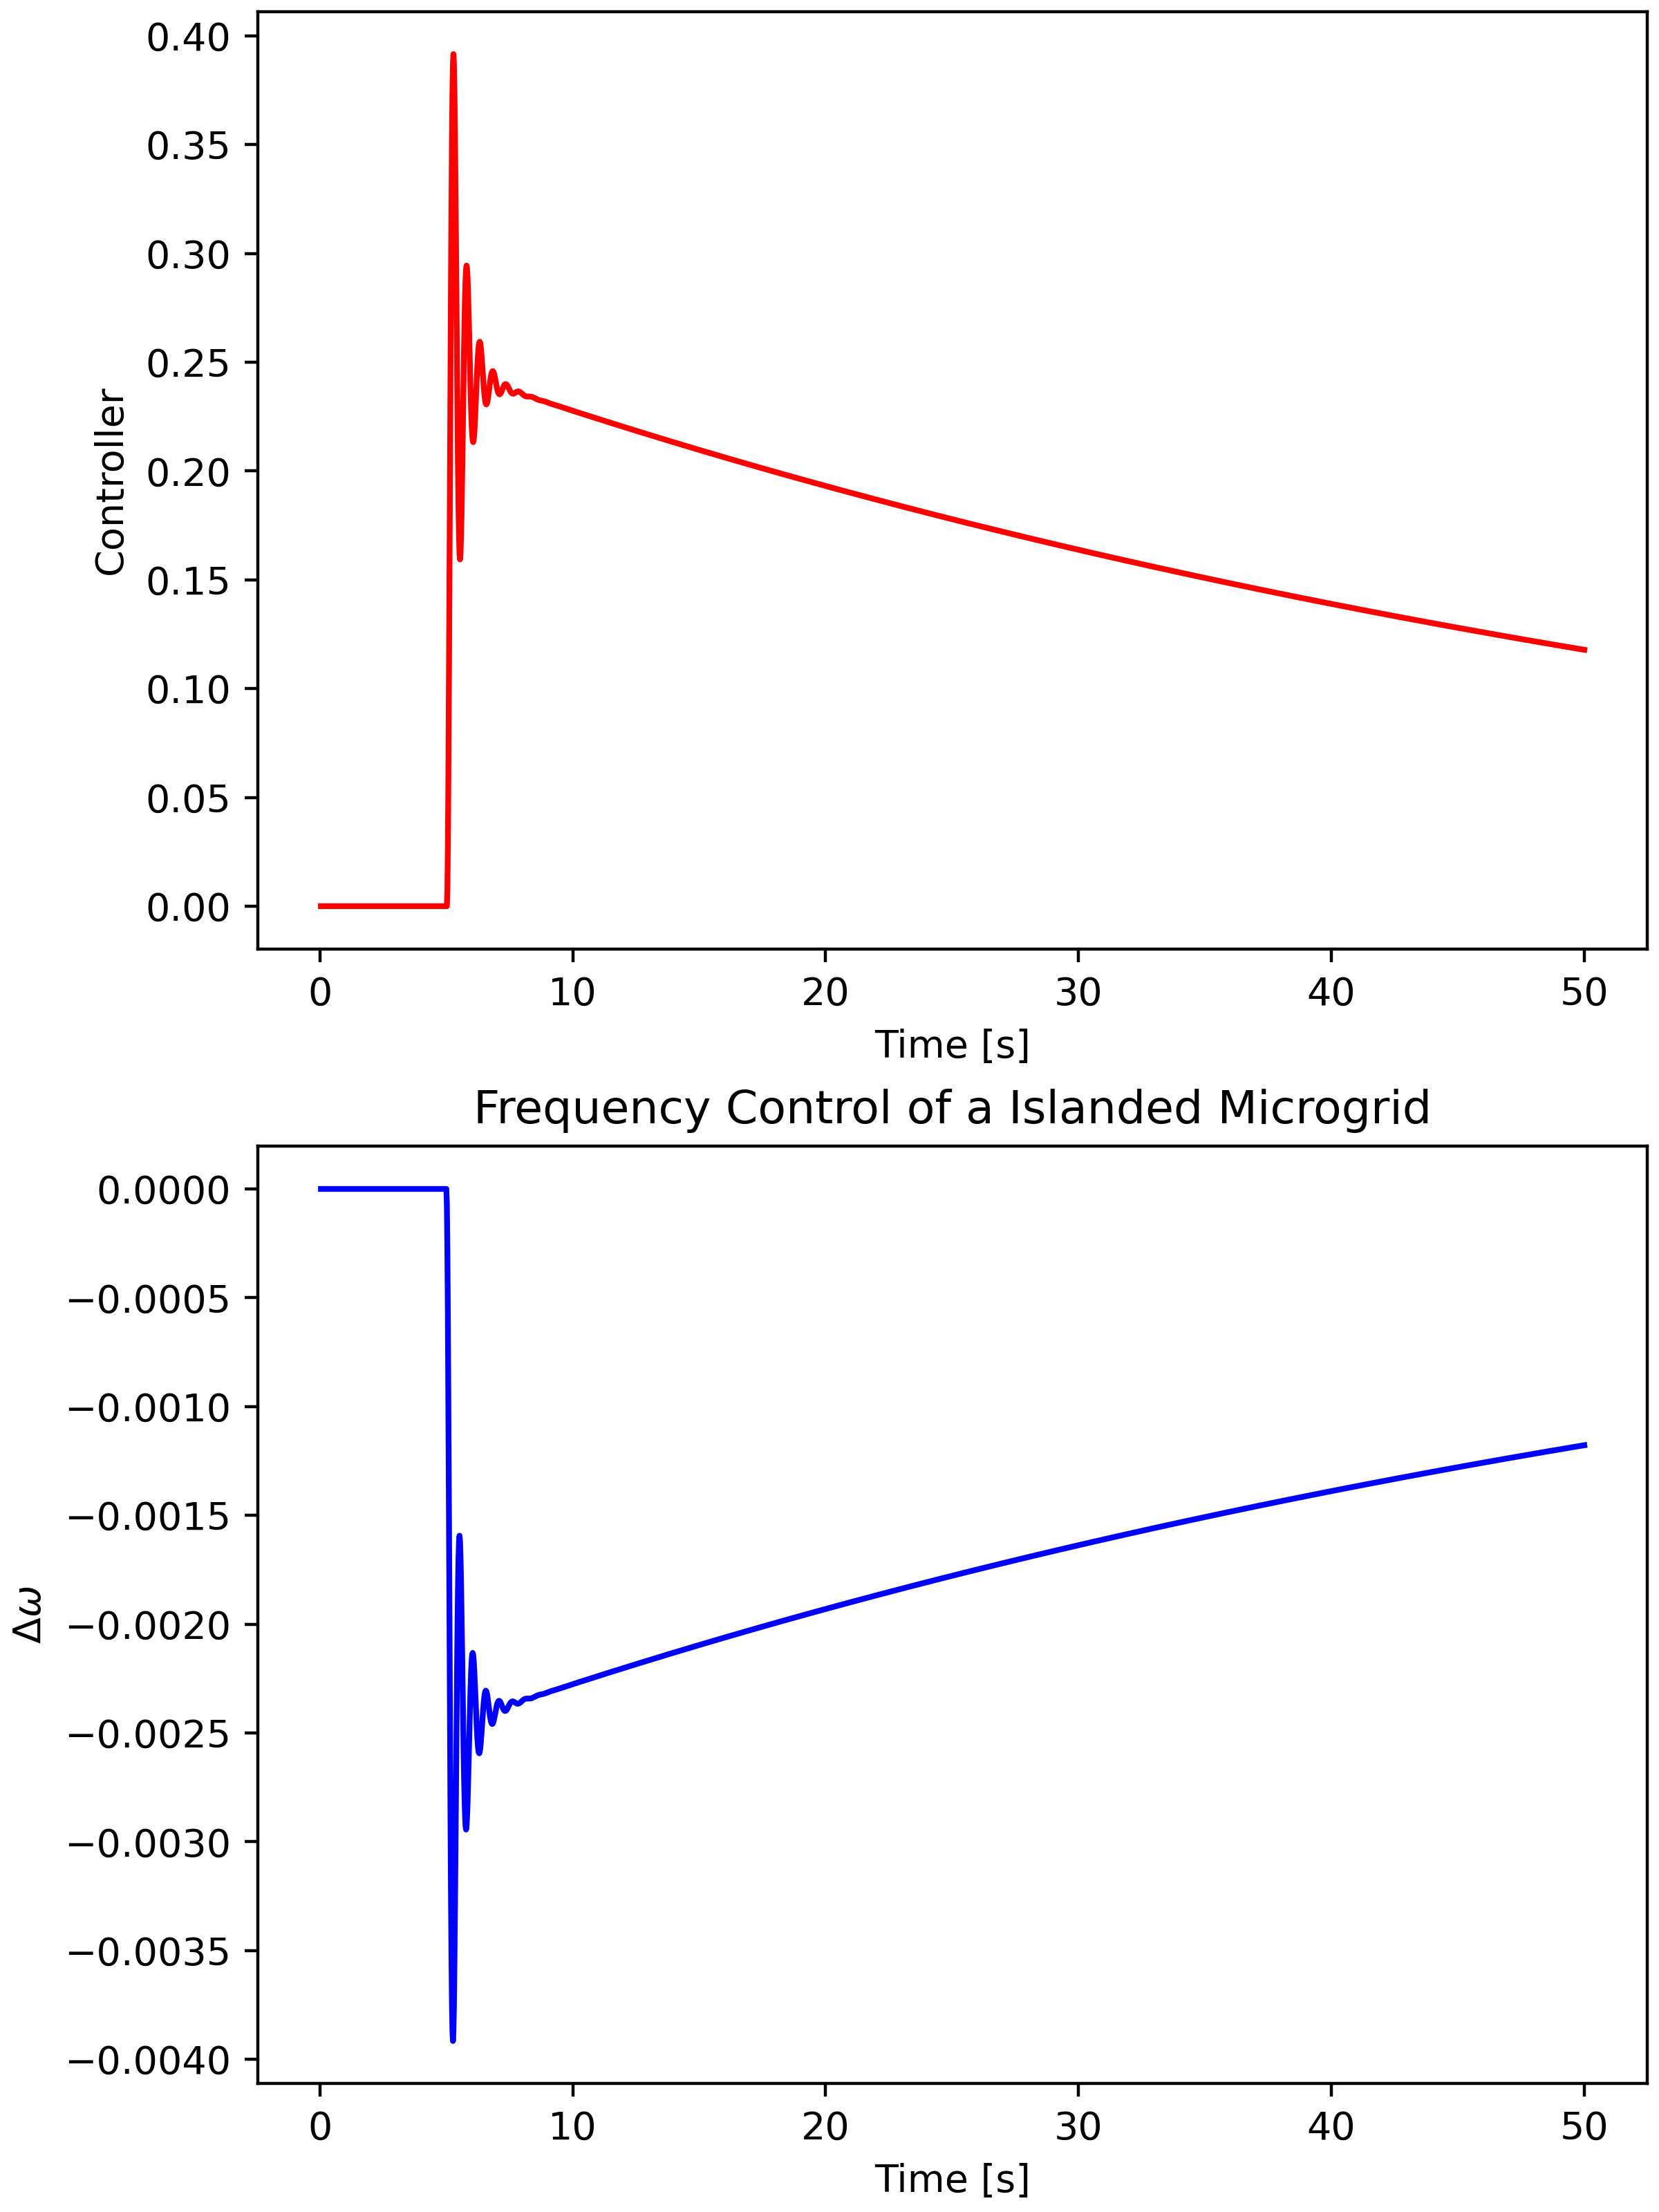 0.40
0.35
0.30
0.25
0.20
0.15
0.10
0.05
0.00
Controller
0 10 20 30 40 50
Time [s]
Frequency Control of a Islanded Microgrid
0.0000
−0.0005
−0.0010
−0.0015
−0.0020
−0.0025
−0.0030
−0.0035
−0.0040
Δω
0 10 20 30 40 50
Time [s]